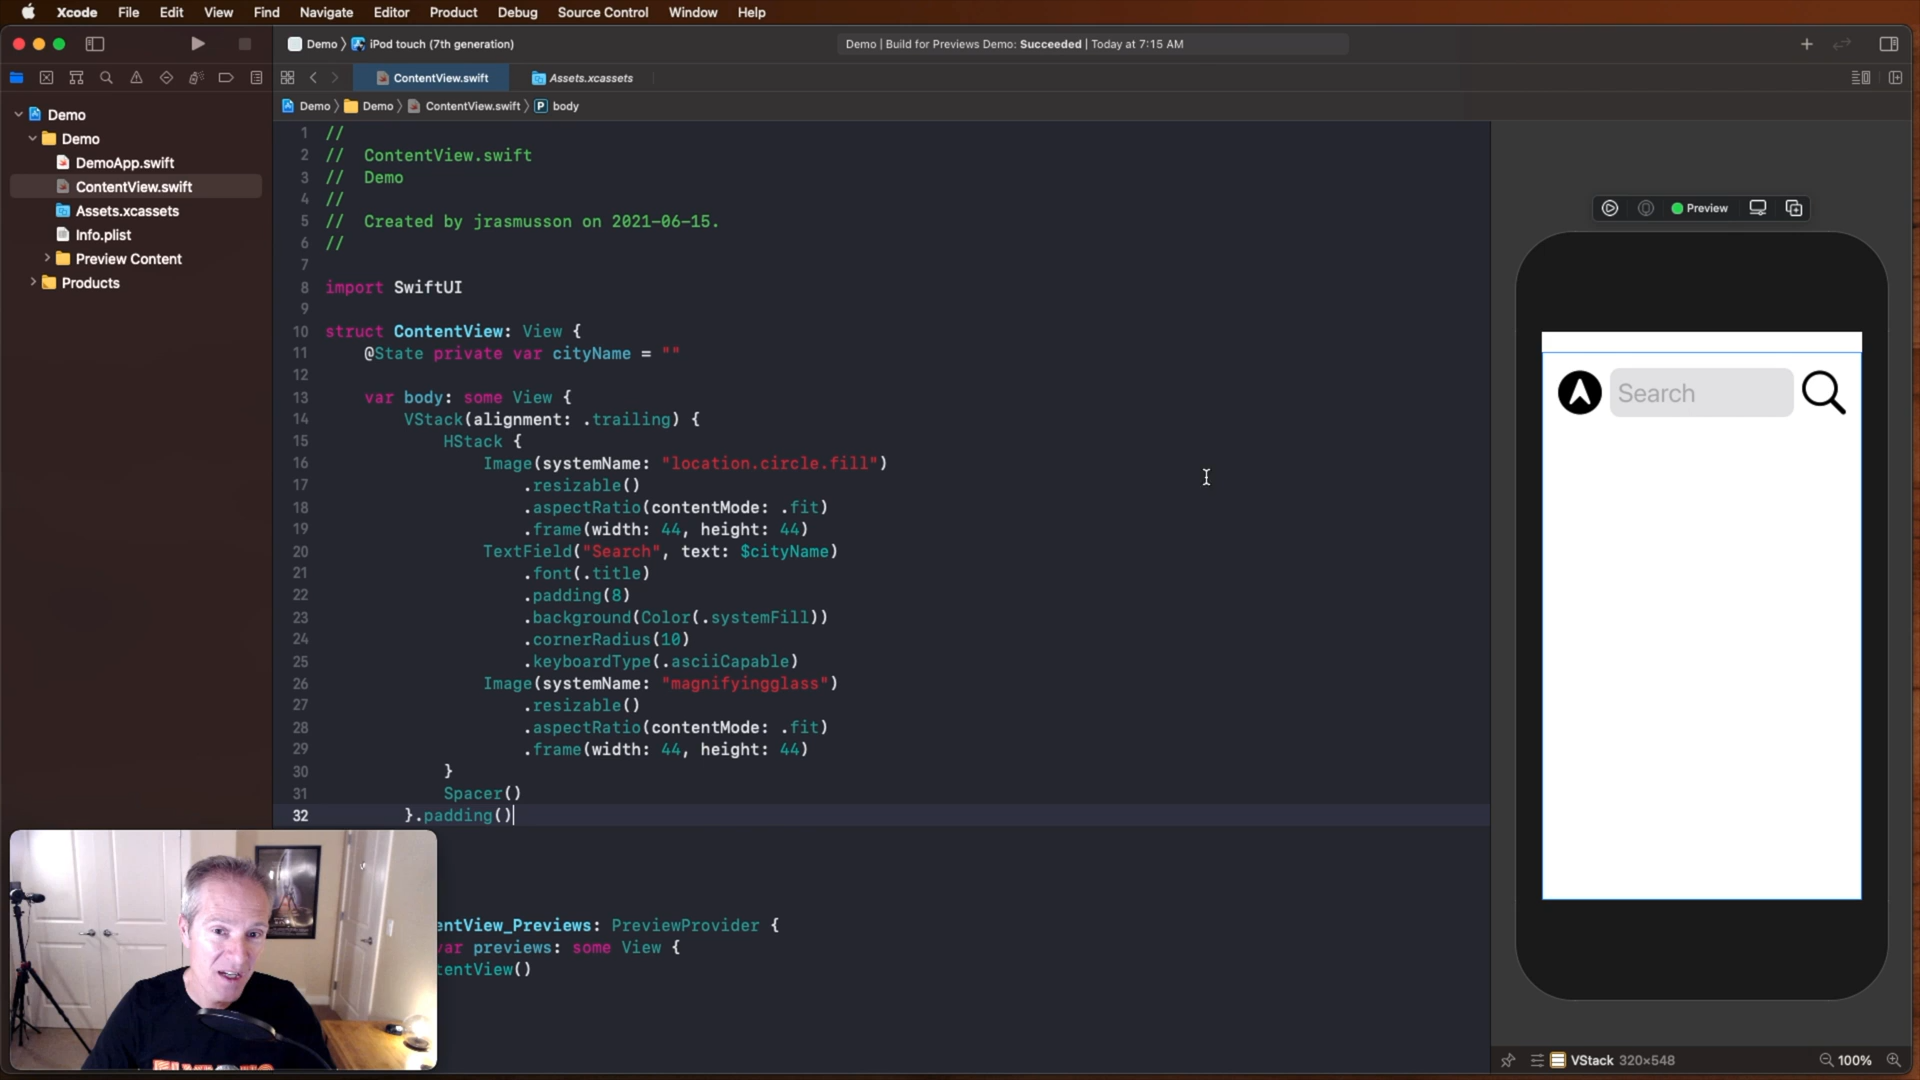 Xcode File Edit View Find Navigate Editor Product Debug Source Control Window Help
Demo iPod touch (7th generation)
Demo | Build for Previews Demo: Succeeded | Today at 7:15 AM
ContentView.swift
Assets.xcassets
Demo Demo ContentView.swift P body
Demo
Demo
DemoApp.swift
ContentView.swift
Assets.xcassets
Info.plist
Preview Content
Products
1 //
2 //  ContentView.swift
3 //  Demo
4 //
5 //  Created by jrasmusson on 2021-06-15.
6 //
7
8 import SwiftUI
9
10 struct ContentView: View {
11     @State private var cityName = ""
12
13     var body: some View {
14         VStack(alignment: .trailing) {
15             HStack {
16                 Image(systemName: "location.circle.fill")
17                     .resizable()
18                     .aspectRatio(contentMode: .fit)
19                     .frame(width: 44, height: 44)
20                 TextField("Search", text: $cityName)
21                     .font(.title)
22                     .padding(8)
23                     .background(Color(.systemFill))
24                     .cornerRadius(10)
25                     .keyboardType(.asciiCapable)
26                 Image(systemName: "magnifyingglass")
27                     .resizable()
28                     .aspectRatio(contentMode: .fit)
29                     .frame(width: 44, height: 44)
30             }
31             Spacer()
32         }.padding()
entView_Previews: PreviewProvider {
var previews: some View {
tentView()
Preview
Search
VStack 320×548
100%